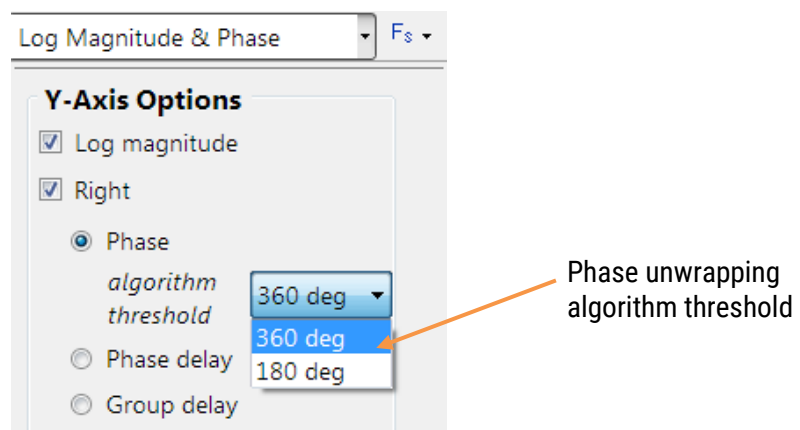 Log Magnitude & Phase
Fs
Y-Axis Options
Log magnitude
Right
Phase
algorithm
threshold
360 deg
360 deg
180 deg
Phase delay
Group delay
Phase unwrapping
algorithm threshold